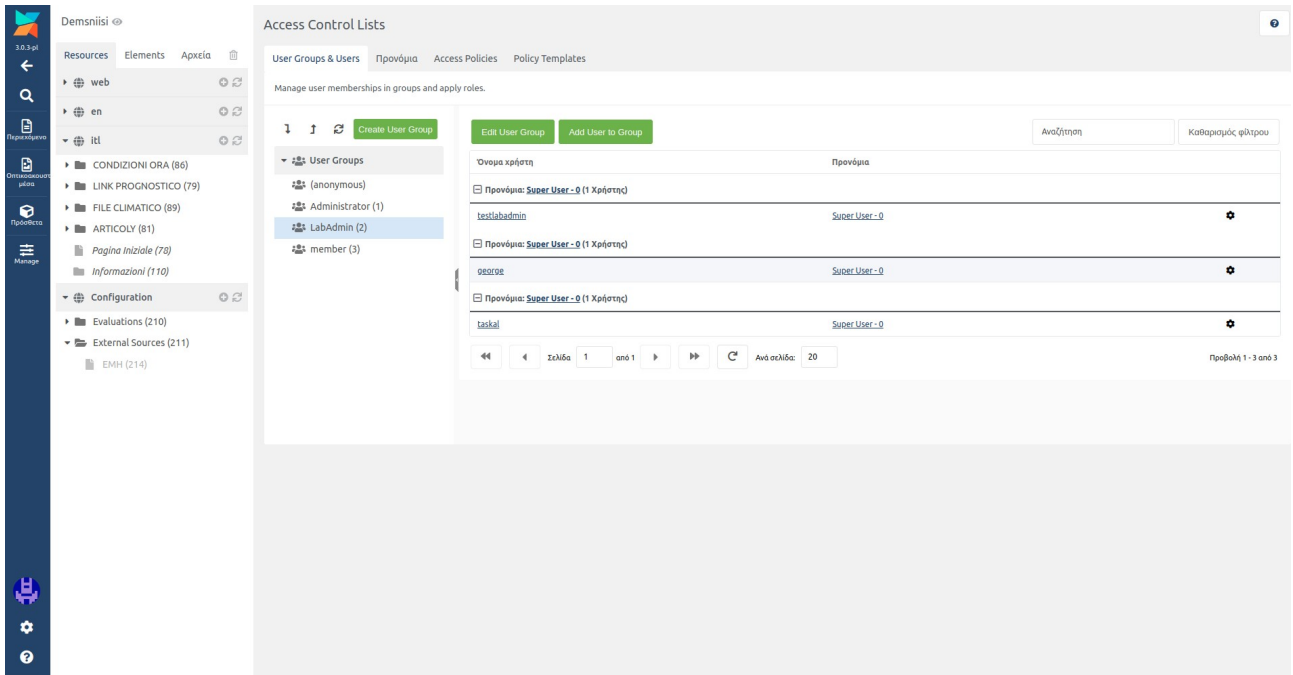 Demsniisi
3.0.3-pl
Περιεχόμενο
Οπτικοακουστ
μέσα
Πρόσθετα
Manage
Resources Elements Αρχεία
web
en
itl
CONDIZIONI ORA (86)
LINK PROGNOSTICO (79)
FILE CLIMATICO (89)
ARTICOLY (81)
Pagina Iniziale (78)
Informazioni (110)
Configuration
Evaluations (210)
External Sources (211)
EMH (214)
Access Control Lists
User Groups & Users Προνόμια Access Policies Policy Templates
Manage user memberships in groups and apply roles.
Create User Group
User Groups
(anonymous)
Administrator (1)
LabAdmin (2)
member (3)
Edit User Group Add User to Group Αναζήτηση Καθαρισμός φίλτρου
Όνομα χρήστη Προνόμια
Προνόμια: Super User - 0 (1 Χρήστης)
testlabadmin Super User - 0
Προνόμια: Super User - 0 (1 Χρήστης)
george Super User - 0
Προνόμια: Super User - 0 (1 Χρήστης)
taskal Super User - 0
Σελίδα 1 από 1 Ανά σελίδα: 20 Προβολή 1 - 3 από 3